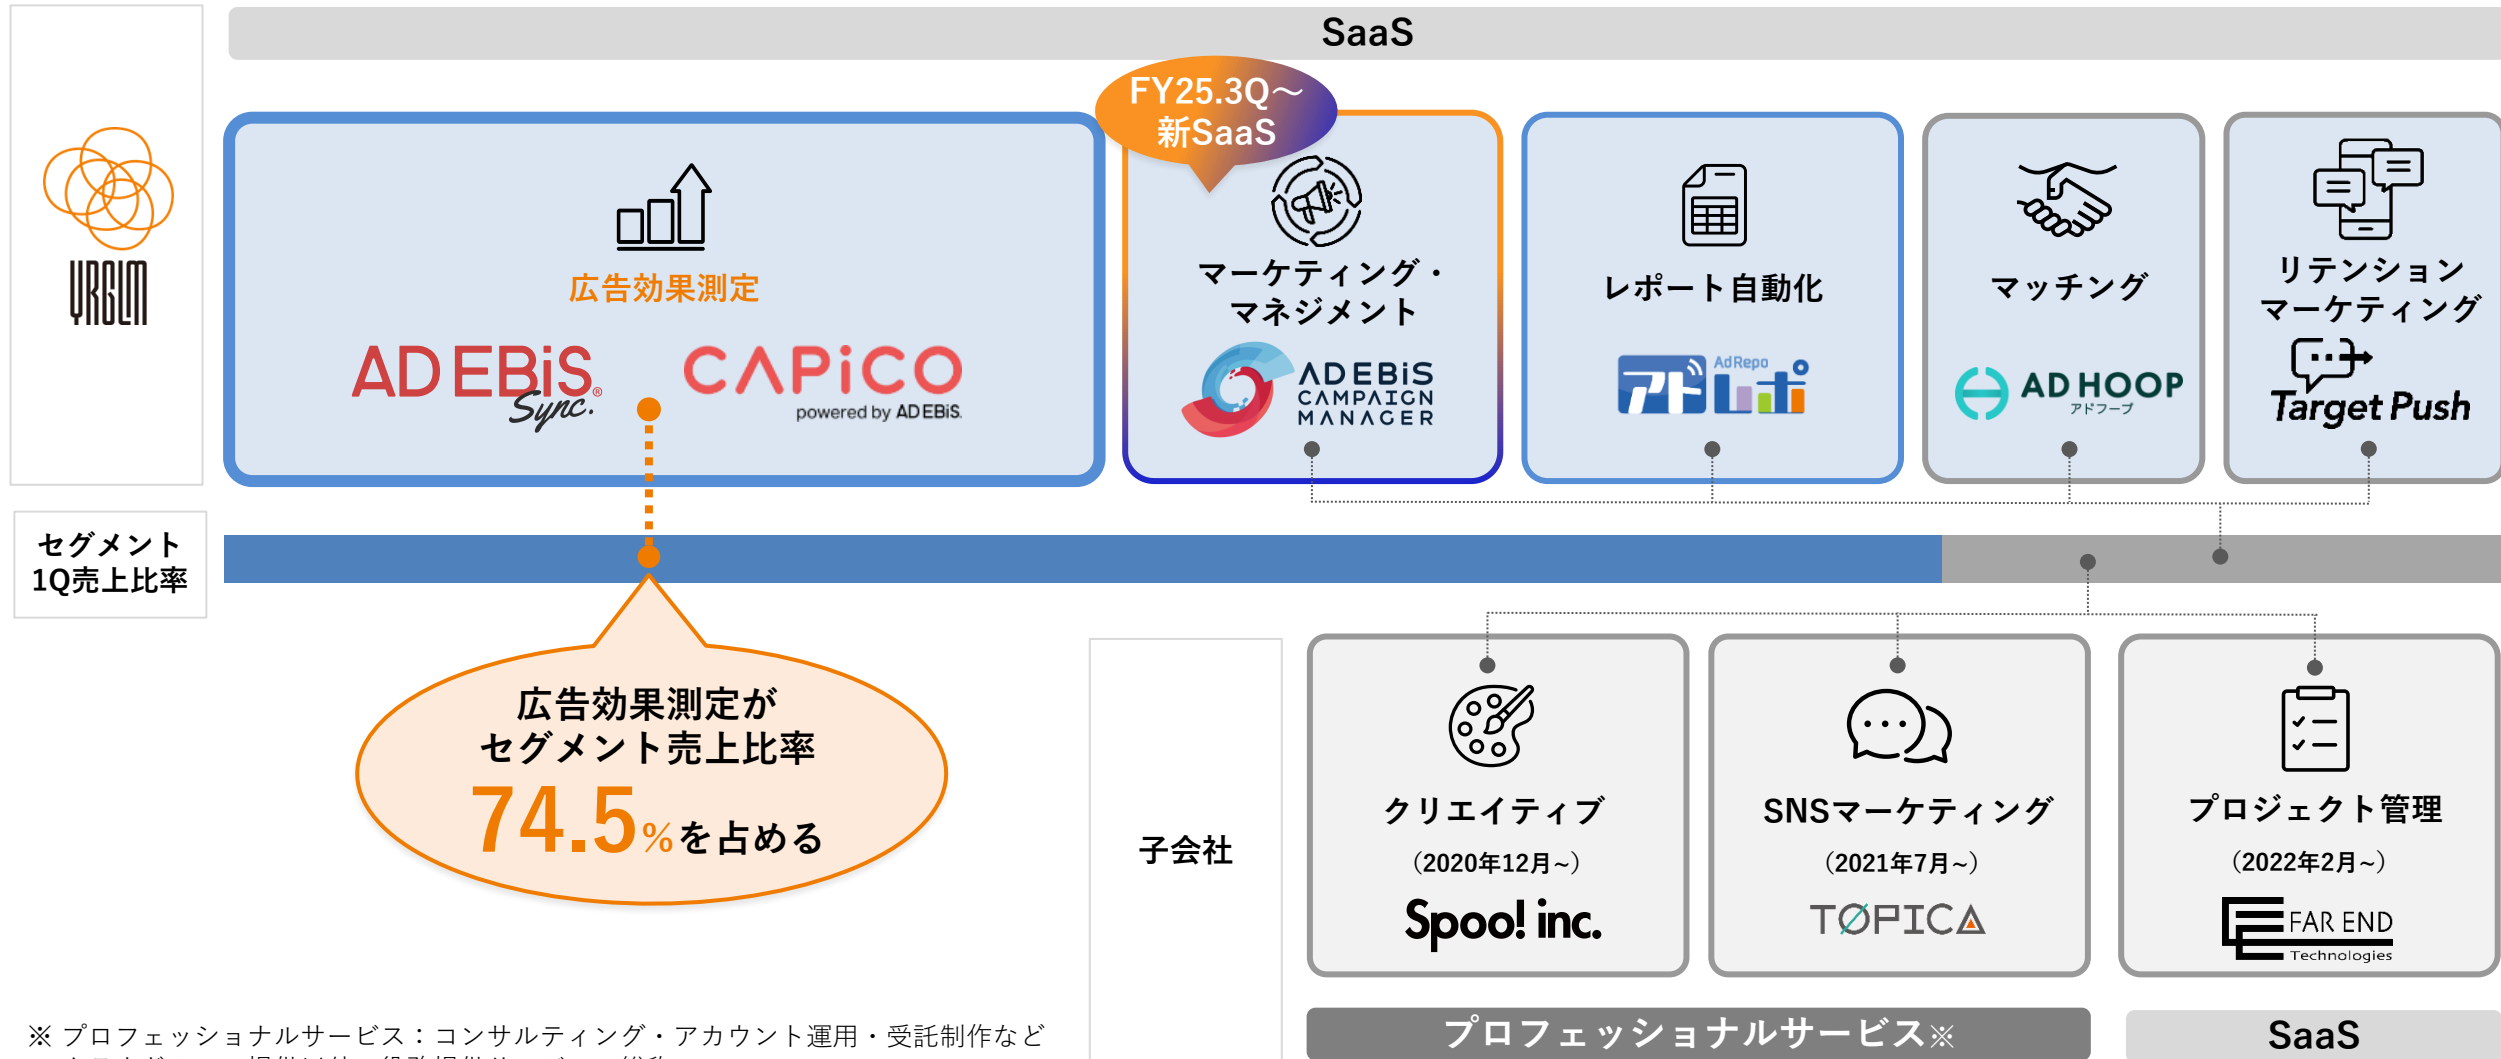 SaaS
FY25.3Q～
新SaaS
YRGLM
広告効果測定
AD EBiS®
Sync.
CAPiCO
powered by AD EBiS.
マーケティング・
マネジメント
AD EBiS
CAMPAIGN
MANAGER
レポート自動化
AdRepo
アドレポ
マッチング
AD HOOP
アドフープ
リテンション
マーケティング
Target Push
セグメント
1Q売上比率
広告効果測定が
セグメント売上比率
74.5%を占める
子会社
クリエイティブ
（2020年12月~）
Spoo! inc.
SNSマーケティング
（2021年7月~）
TOPICA
プロジェクト管理
（2022年2月~）
FAR END
Technologies
プロフェッショナルサービス※
SaaS
※ プロフェッショナルサービス：コンサルティング・アカウント運用・受託制作など